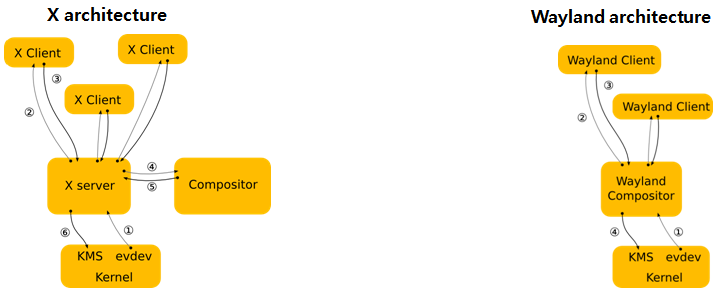 X architecture
X Client
X Client
③
②
X Client
④
⑤
X server
Compositor
⑥
①
KMS evdev
Kernel
Wayland architecture
Wayland Client
③
②
Wayland Client
Wayland
Compositor
④
①
KMS evdev
Kernel